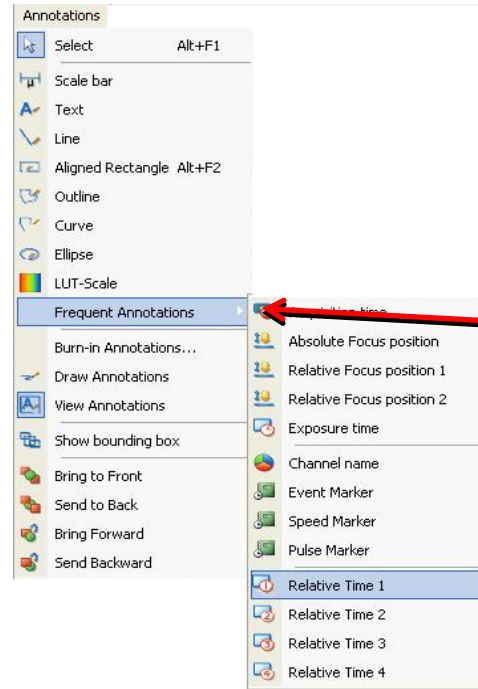 Annotations
Select Alt+F1
Scale bar
Text
Line
Aligned Rectangle Alt+F2
Outline
Curve
Ellipse
LUT-Scale
Frequent Annotations
Burn-in Annotations...
Draw Annotations
View Annotations
Show bounding box
Bring to Front
Send to Back
Bring Forward
Send Backward
Acquisition time
Absolute Focus position
Relative Focus position 1
Relative Focus position 2
Exposure time
Channel name
Event Marker
Speed Marker
Pulse Marker
Relative Time 1
Relative Time 2
Relative Time 3
Relative Time 4